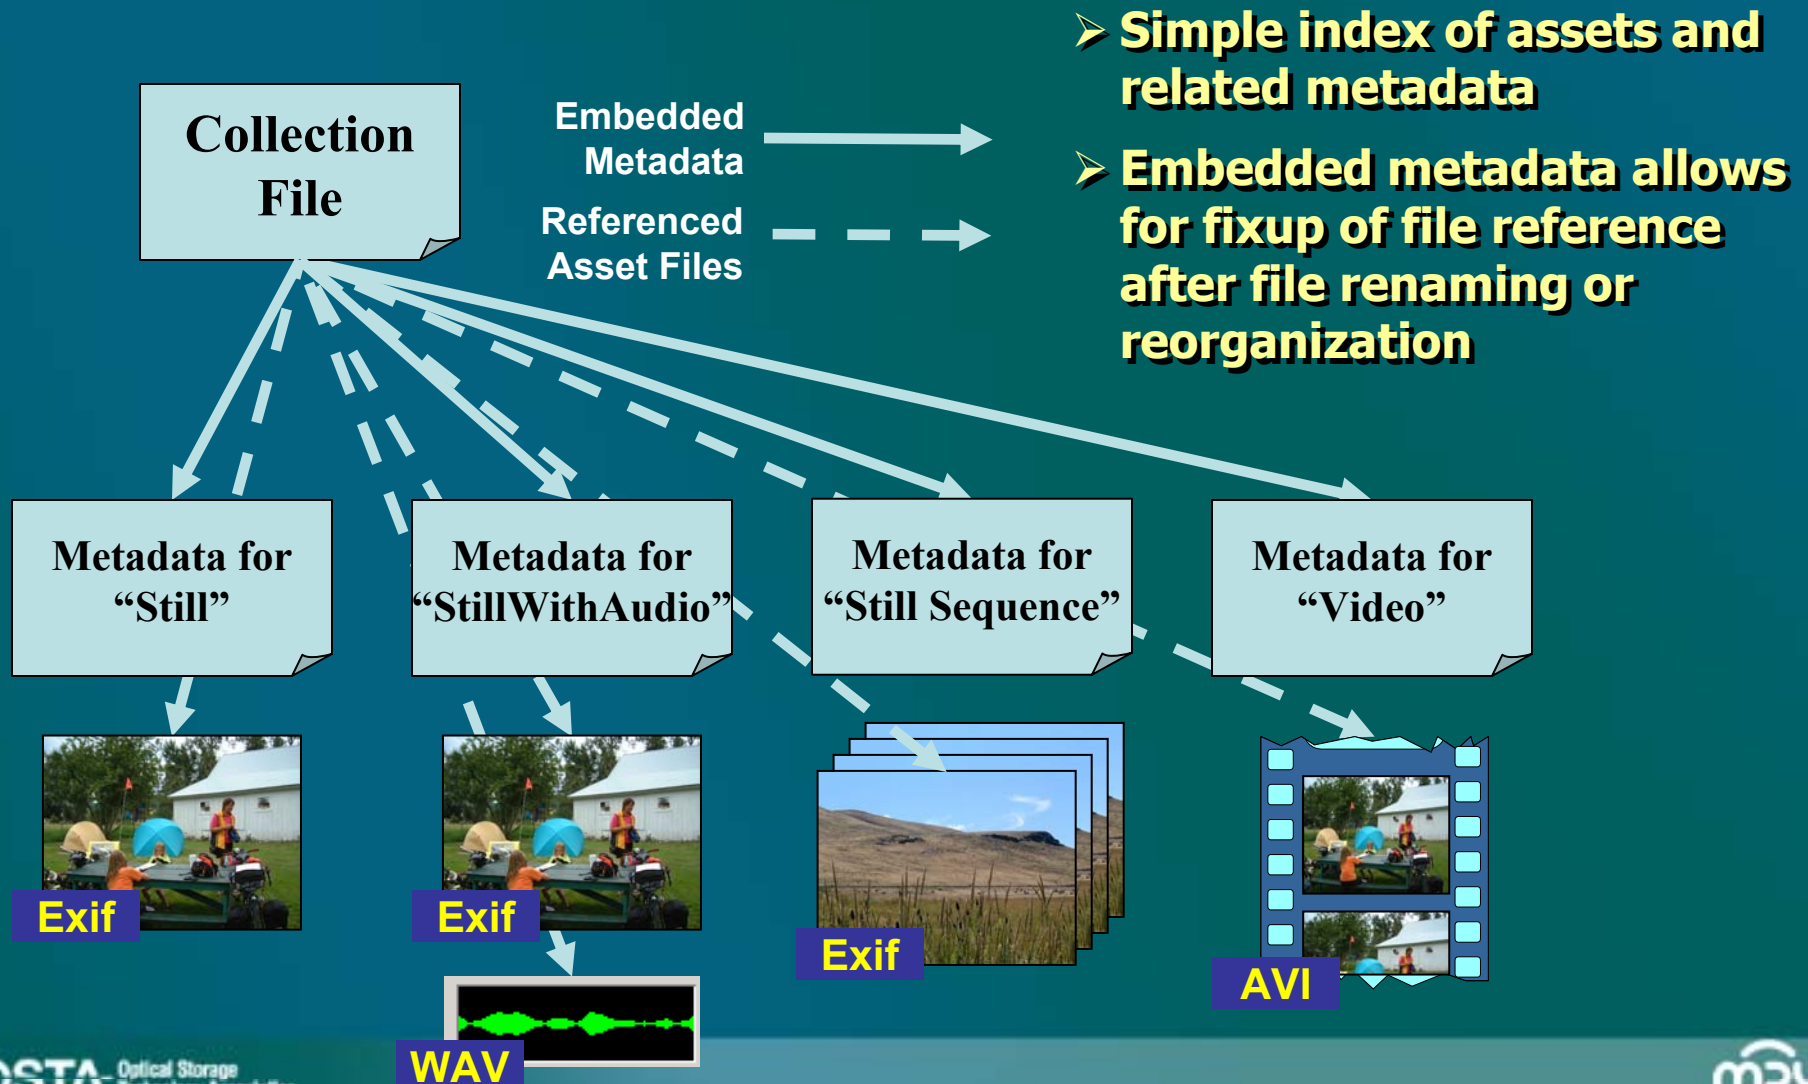 ➢ Simple index of assets and
related metadata
➢ Embedded metadata allows
for fixup of file reference
after file renaming or
reorganization
Collection
File
Embedded
Metadata
Referenced
Asset Files
Metadata for
“Still”
Metadata for
“StillWithAudio”
Metadata for
“Still Sequence”
Metadata for
“Video”
Exif
Exif
Exif
AVI
WAV
Optical Storage